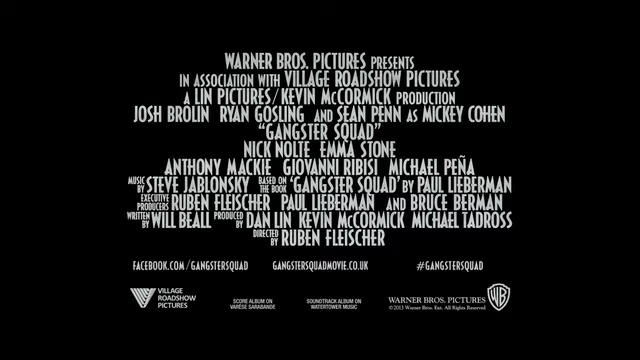 WARNER BROS. PICTURES PRESENTS
IN ASSOCIATION WITH VILLAGE ROADSHOW PICTURES
A LIN PICTURES/KEVIN McCORMICK PRODUCTION
JOSH BROLIN RYAN GOSLING AND SEAN PENN AS MICKEY COHEN
"GANGSTER SQUAD"
NICK NOLTE EMMA STONE
ANTHONY MACKIE GIOVANNI RIBISI MICHAEL PEÑA
MUSIC BY STEVE JABLONSKY BASED ON THE BOOK 'GANGSTER SQUAD' BY PAUL LIEBERMAN
EXECUTIVE PRODUCERS RUBEN FLEISCHER PAUL LIEBERMAN AND BRUCE BERMAN
WRITTEN BY WILL BEALL PRODUCED BY DAN LIN KEVIN McCORMICK MICHAEL TADROSS
DIRECTED BY RUBEN FLEISCHER
FACEBOOK.COM/GANGSTERSQUAD GANGSTERSQUADMOVIE.CO.UK #GANGSTERSQUAD
VILLAGE ROADSHOW PICTURES
SCORE ALBUM ON VARÈSE SARABANDE
SOUNDTRACK ALBUM ON WATERTOWER MUSIC
WARNER BROS. PICTURES
©2013 Warner Bros. Ent. All Rights Reserved
WB